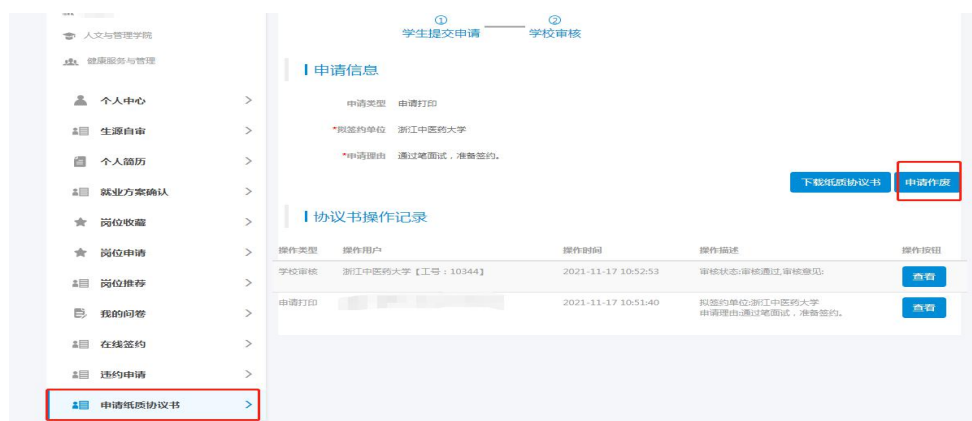 人文与管理学院
健康服务与管理
个人中心
生源自审
个人简历
就业方案确认
岗位收藏
岗位申请
岗位推荐
我的问卷
在线签约
违约申请
申请纸质协议书
① ②
学生提交申请 学校审核
申请信息
申请类型 申请打印
*拟签约单位 浙江中医药大学
*申请理由 通过笔面试，准备签约。
下载纸质协议书 申请作废
协议书操作记录
操作类型 操作用户 操作时间 操作描述 操作按钮
学校审核 浙江中医药大学【工号：10344】 2021-11-17 10:52:53 审核状态:审核通过,审核意见: 查看
申请打印 2021-11-17 10:51:40 拟签约单位:浙江中医药大学
申请理由:通过笔面试，准备签约。 查看